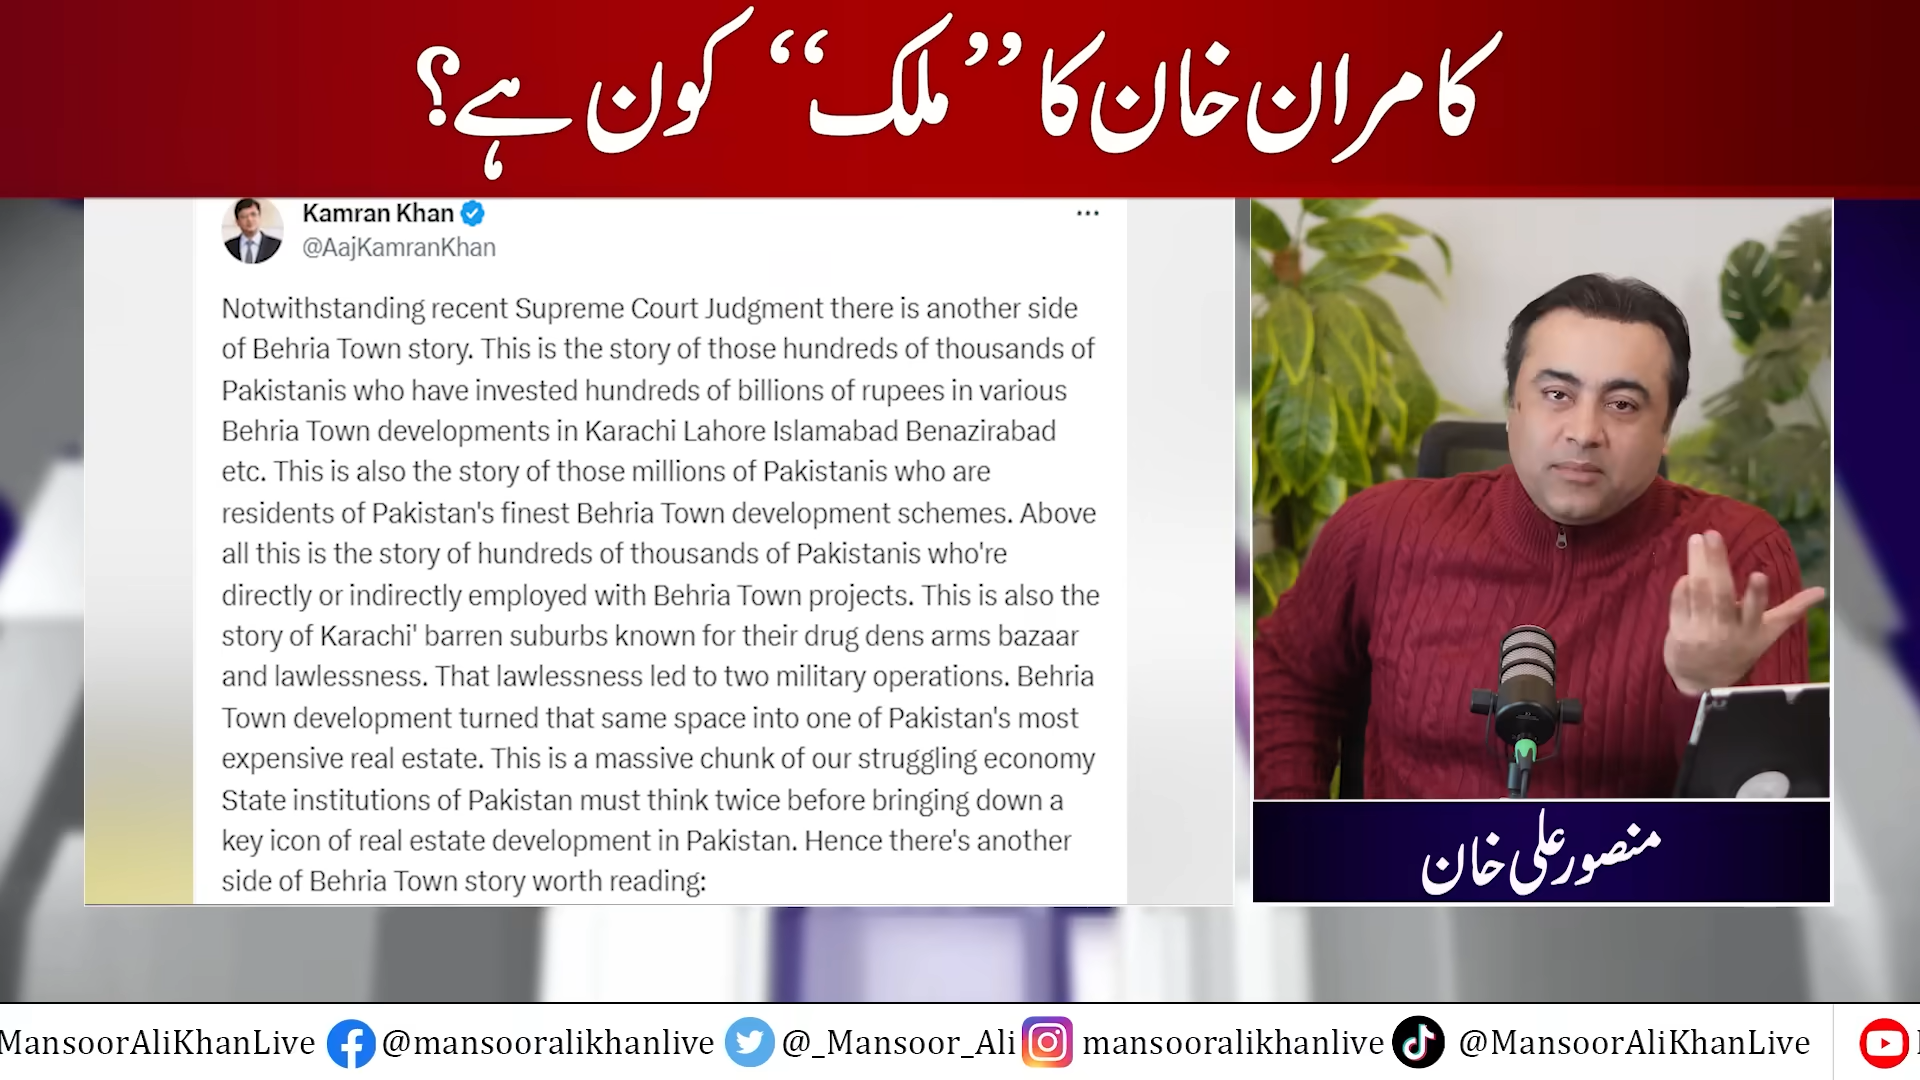 کامران خان کا ”ملک“ کون ہے؟
Kamran Khan
@AajKamranKhan
Notwithstanding recent Supreme Court Judgment there is another side
of Behria Town story. This is the story of those hundreds of thousands of
Pakistanis who have invested hundreds of billions of rupees in various
Behria Town developments in Karachi Lahore Islamabad Benazirabad
etc. This is also the story of those millions of Pakistanis who are
residents of Pakistan's finest Behria Town development schemes. Above
all this is the story of hundreds of thousands of Pakistanis who're
directly or indirectly employed with Behria Town projects. This is also the
story of Karachi' barren suburbs known for their drug dens arms bazaar
and lawlessness. That lawlessness led to two military operations. Behria
Town development turned that same space into one of Pakistan's most
expensive real estate. This is a massive chunk of our struggling economy
State institutions of Pakistan must think twice before bringing down a
key icon of real estate development in Pakistan. Hence there's another
side of Behria Town story worth reading:
منصور علی خان
MansoorAliKhanLive @mansooralikhanlive @_Mansoor_Ali mansooralikhanlive @MansoorAliKhanLive